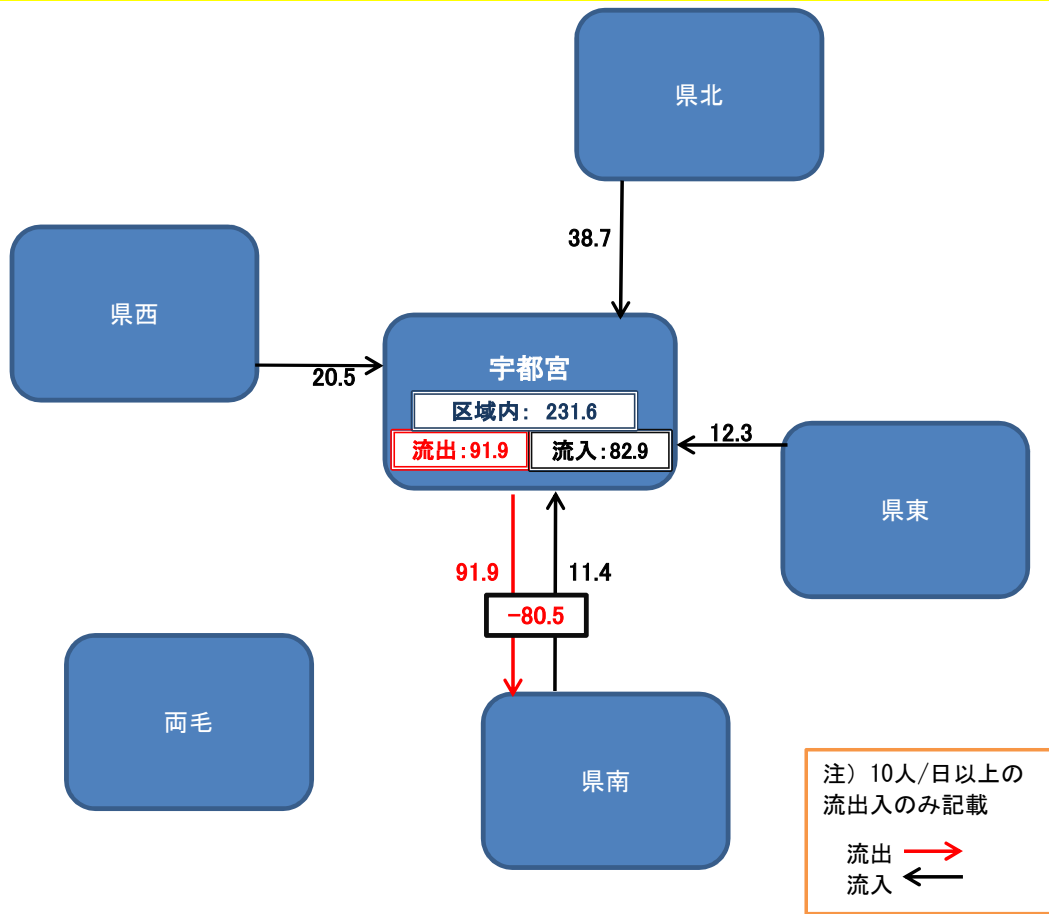 県北
38.7
県西
20.5
宇都宮
区域内: 231.6
流出:91.9
流入:82.9
12.3
県東
91.9
11.4
-80.5
両毛
県南
注）10人/日以上の
流出入のみ記載
流出
流入